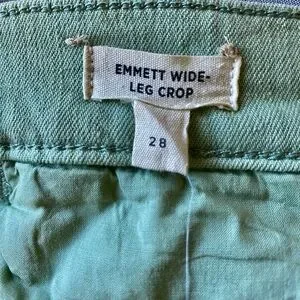 EMMETT WIDE-
LEG CROP
28